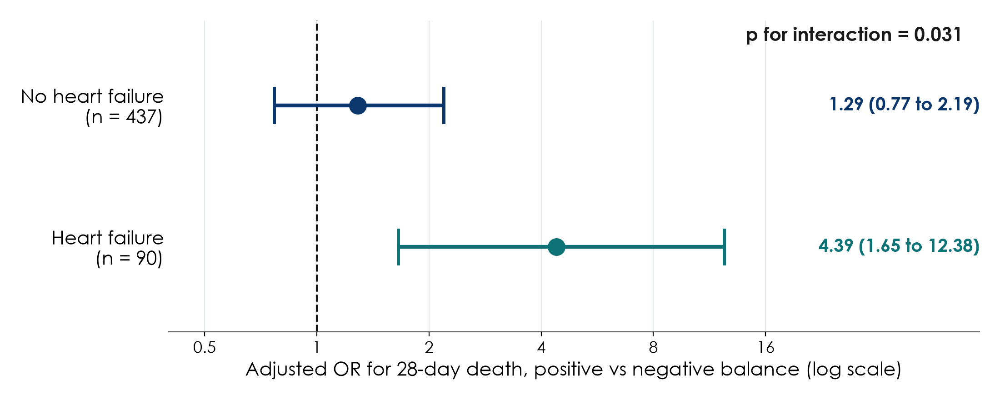 p for interaction = 0.031
No heart failure
(n = 437)
1.29 (0.77 to 2.19)
Heart failure
(n = 90)
4.39 (1.65 to 12.38)
0.5 1 2 4 8 16
Adjusted OR for 28-day death, positive vs negative balance (log scale)